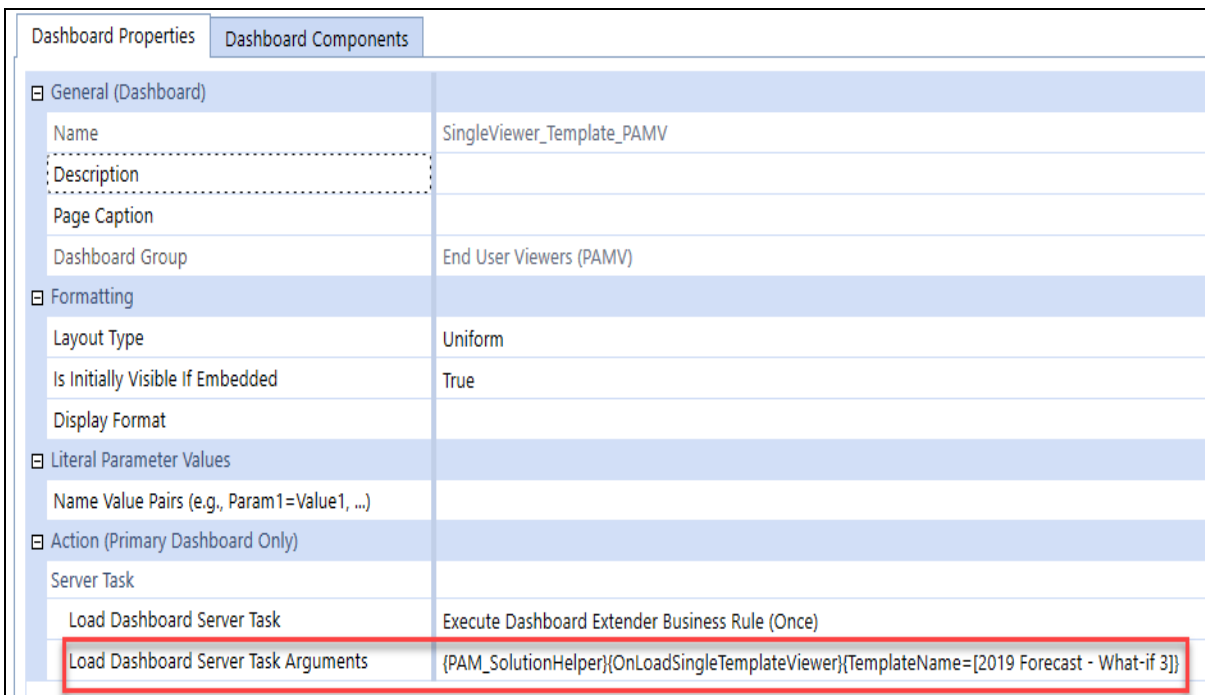 Dashboard Properties Dashboard Components
General (Dashboard)
Name SingleViewer_Template_PAMV
Description
Page Caption
Dashboard Group End User Viewers (PAMV)
Formatting
Layout Type Uniform
Is Initially Visible If Embedded True
Display Format
Literal Parameter Values
Name Value Pairs (e.g., Param1=Value1, ...)
Action (Primary Dashboard Only)
Server Task
Load Dashboard Server Task Execute Dashboard Extender Business Rule (Once)
Load Dashboard Server Task Arguments {PAM_SolutionHelper}{OnLoadSingleTemplateViewer}{TemplateName=[2019 Forecast - What-if 3]}